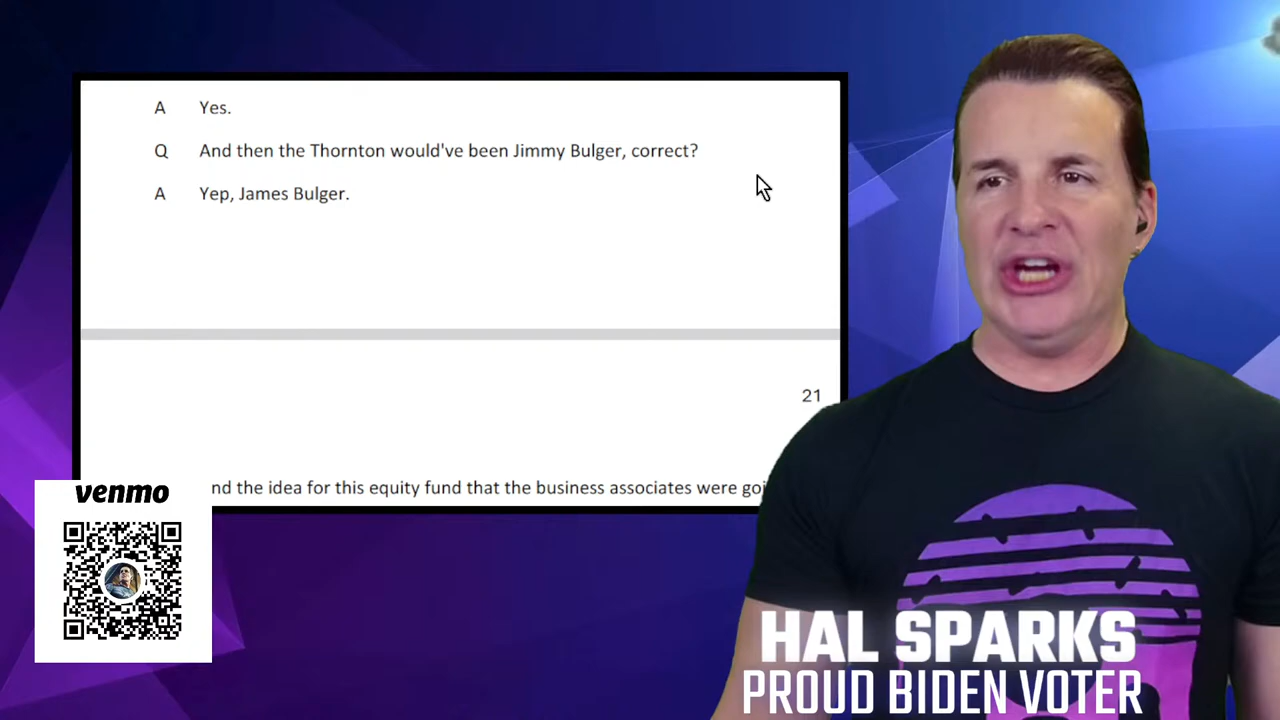 A Yes.
Q And then the Thornton would've been Jimmy Bulger, correct?
A Yep, James Bulger.
21
nd the idea for this equity fund that the business associates were
venmo
HAL SPARKS
PROUD BIDEN VOTER